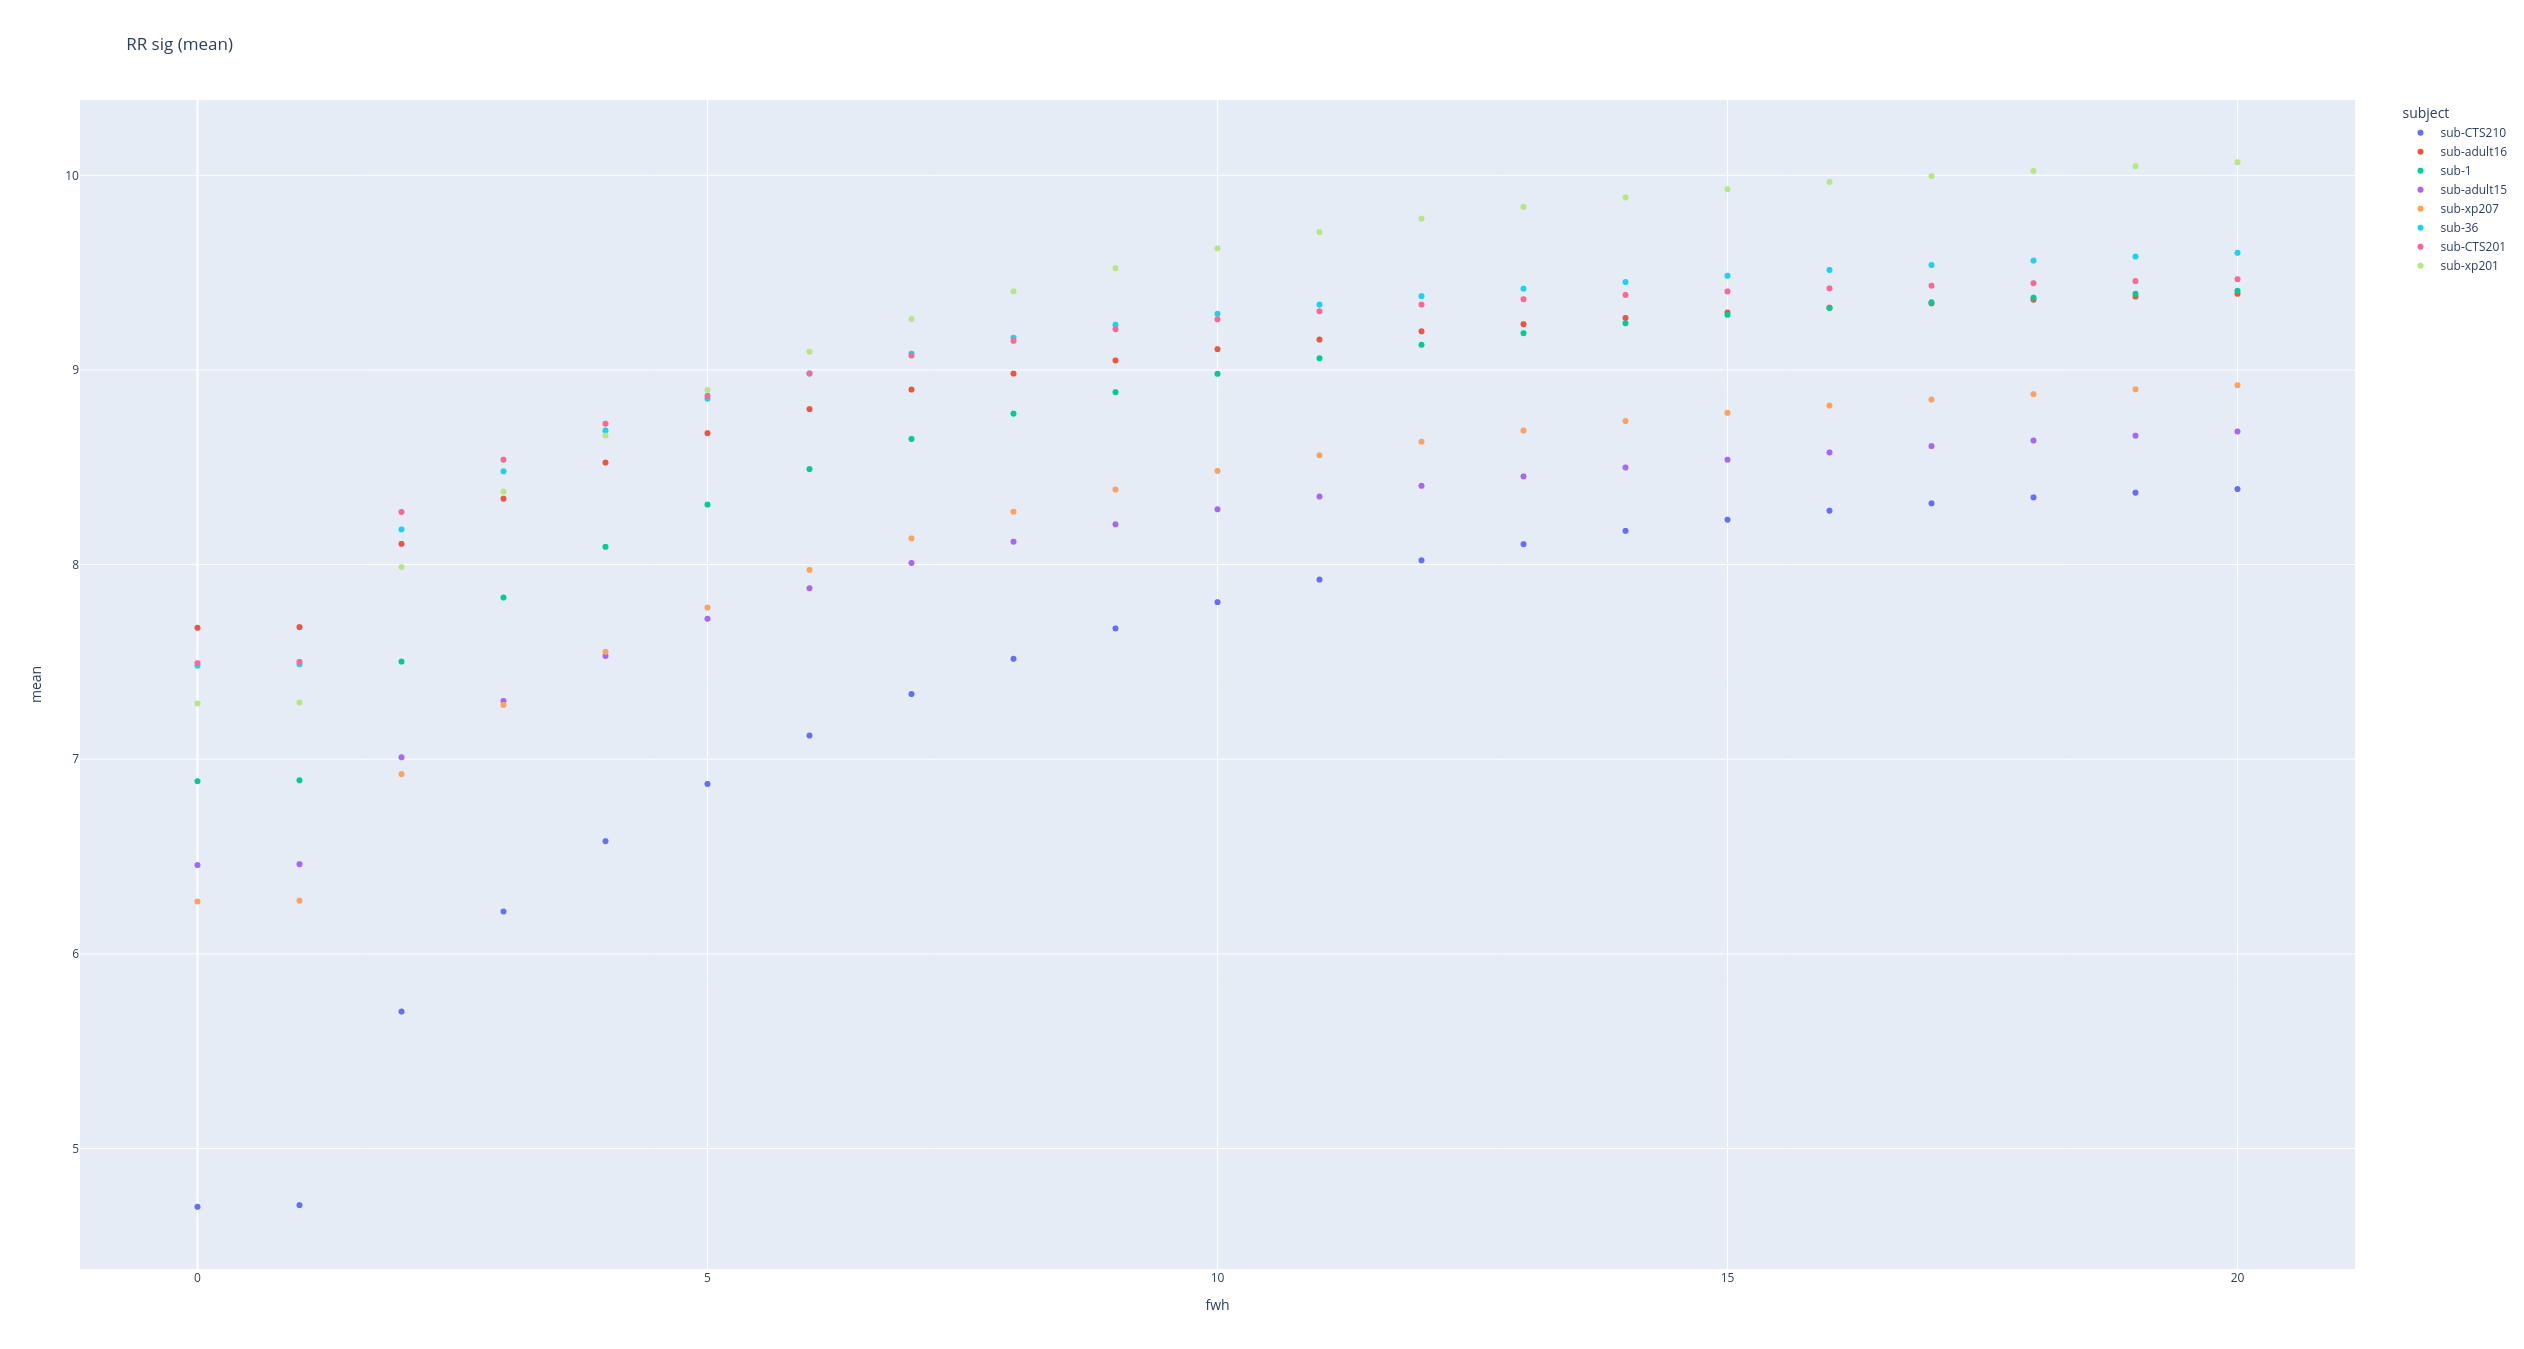 RR sig (mean)
subject
sub-CTS210
sub-adult16
sub-1
sub-adult15
sub-xp207
sub-36
sub-CTS201
sub-xp201
10
9
8
7
6
5
mean
0 5 10 15 20
fwh